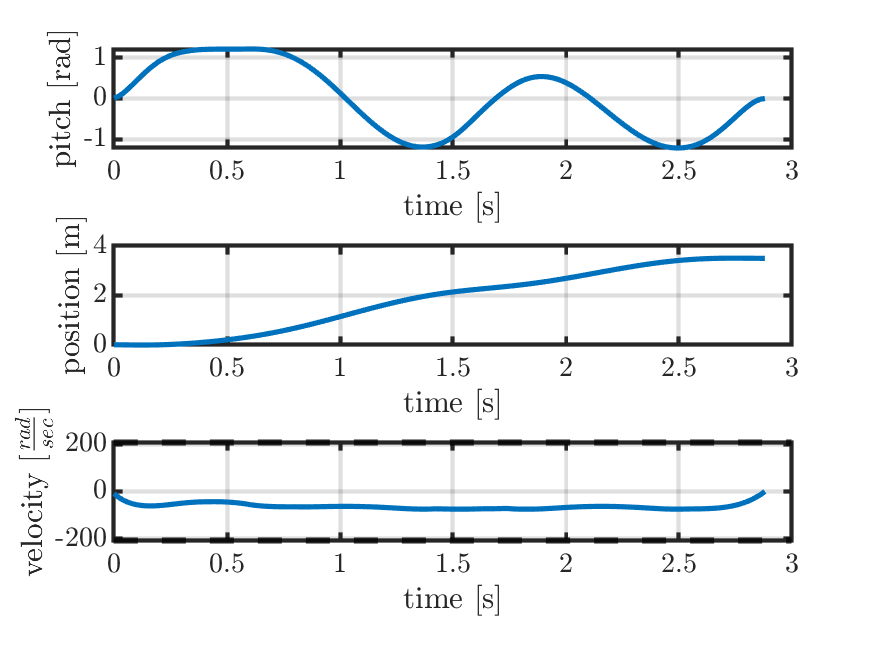 pitch [rad]
1
0
-1
0 0.5 1 1.5 2 2.5 3
time [s]
position [m]
4
2
0
0 0.5 1 1.5 2 2.5 3
time [s]
velocity [rad/sec]
200
0
-200
0 0.5 1 1.5 2 2.5 3
time [s]